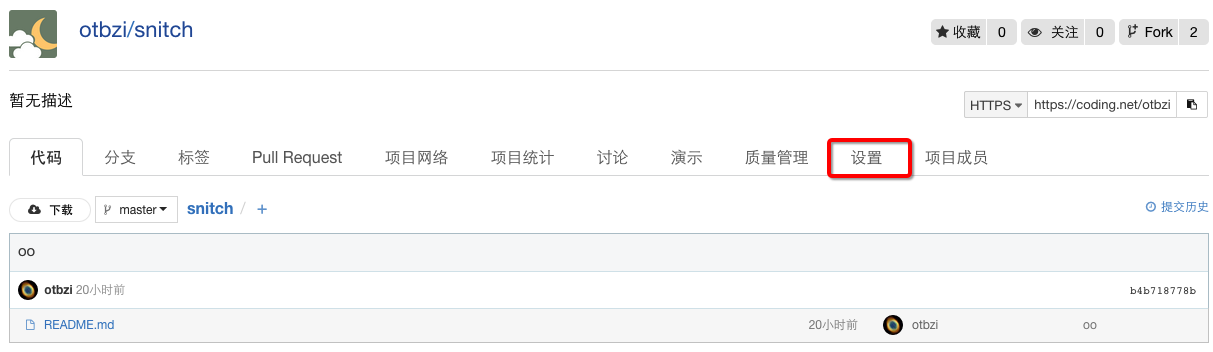 otbzi/snitch
收藏 0 关注 0 Fork 2
暂无描述
HTTPS https://coding.net/otbzi
代码 分支 标签 Pull Request 项目网络 项目统计 讨论 演示 质量管理 设置 项目成员
下载 master snitch / + 提交历史
oo
otbzi 20小时前 b4b718778b
README.md 20小时前 otbzi oo